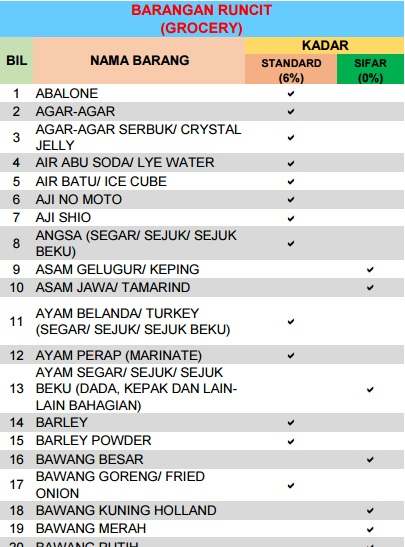 BARANGAN RUNCIT
(GROCERY)
BIL NAMA BARANG KADAR
STANDARD (6%) SIFAR (0%)
1 ABALONE ✓
2 AGAR-AGAR ✓
3 AGAR-AGAR SERBUK/ CRYSTAL
JELLY ✓
4 AIR ABU SODA/ LYE WATER ✓
5 AIR BATU/ ICE CUBE ✓
6 AJI NO MOTO ✓
7 AJI SHIO ✓
8 ANGSA (SEGAR/ SEJUK/ SEJUK
BEKU) ✓
9 ASAM GELUGUR/ KEPING ✓
10 ASAM JAWA/ TAMARIND ✓
11 AYAM BELANDA/ TURKEY
(SEGAR/ SEJUK/ SEJUK BEKU) ✓
12 AYAM PERAP (MARINATE) ✓
13 AYAM SEGAR/ SEJUK/ SEJUK
BEKU (DADA, KEPAK DAN LAIN-
LAIN BAHAGIAN) ✓
14 BARLEY ✓
15 BARLEY POWDER ✓
16 BAWANG BESAR ✓
17 BAWANG GORENG/ FRIED
ONION ✓
18 BAWANG KUNING HOLLAND ✓
19 BAWANG MERAH ✓
20 BAWANG PUTIH ✓